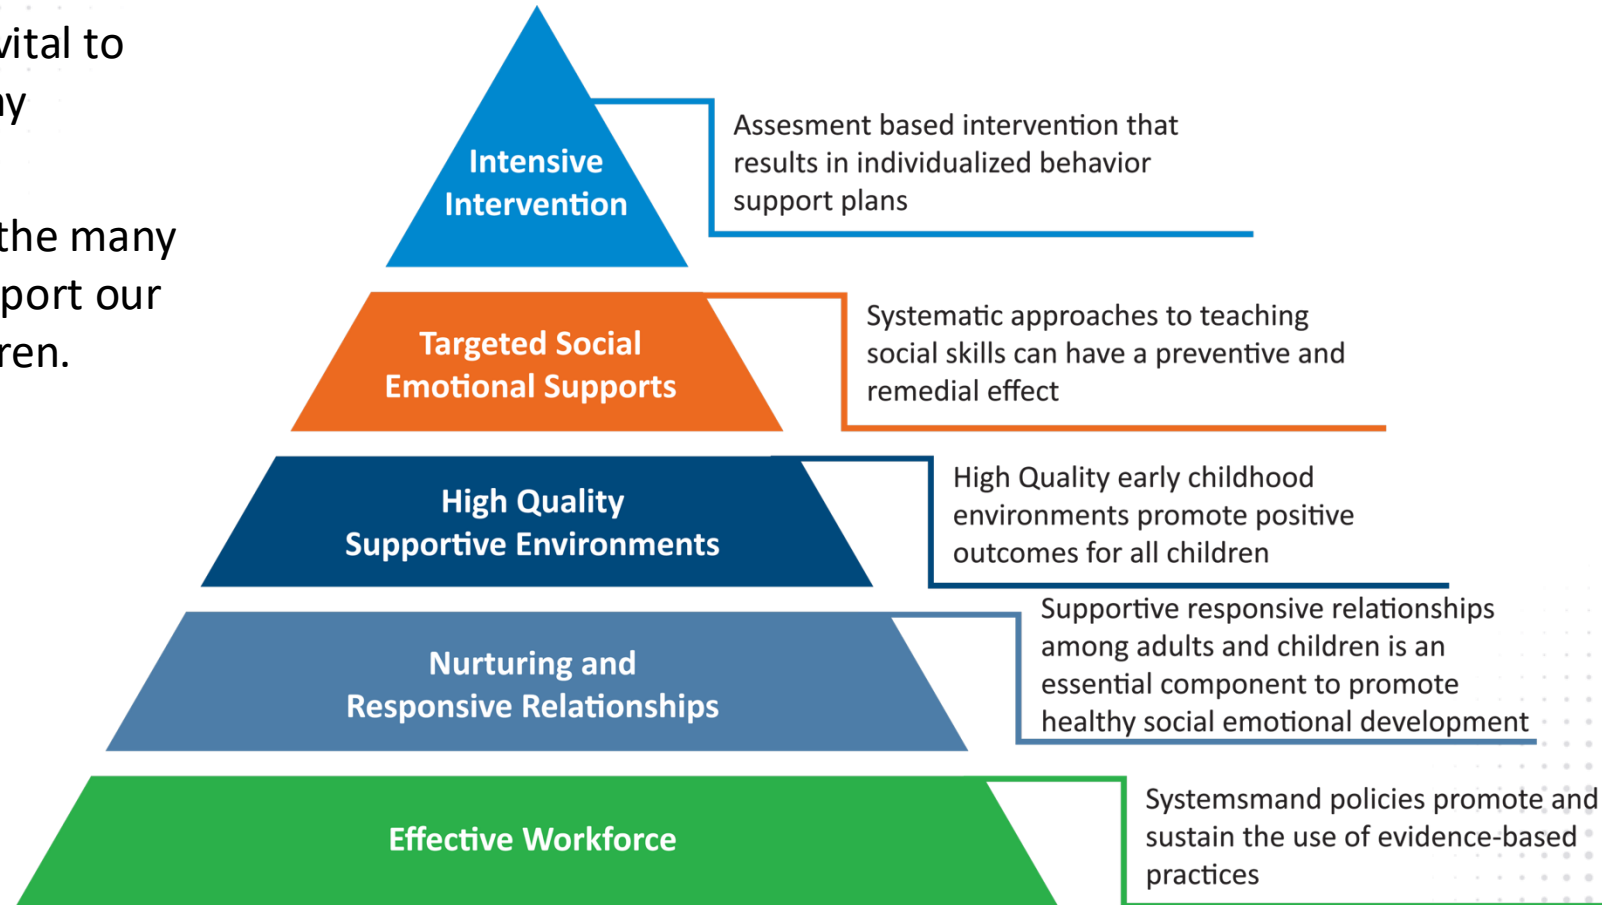 vital to
the many
ren.
Intensive
Intervention
Assesment based intervention that
results in individualized behavior
support plans
Targeted Social
Emotional Supports
Systematic approaches to teaching
social skills can have a preventive and
remedial effect
High Quality
Supportive Environments
High Quality early childhood
environments promote positive
outcomes for all children
Nurturing and
Responsive Relationships
Supportive responsive relationships
among adults and children is an
essential component to promote
healthy social emotional development
Effective Workforce
Systemsmand policies promote and
sustain the use of evidence-based
practices